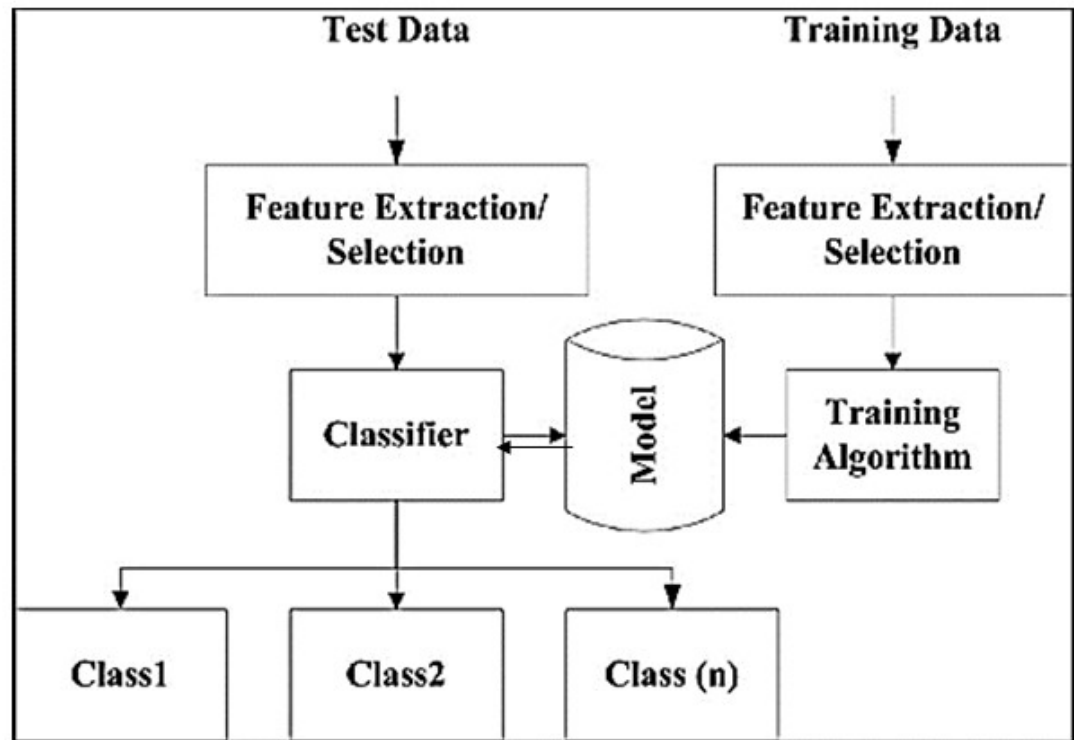 Test Data
Training Data
Feature Extraction/
Selection
Feature Extraction/
Selection
Classifier
Model
Training
Algorithm
Class1
Class2
Class (n)